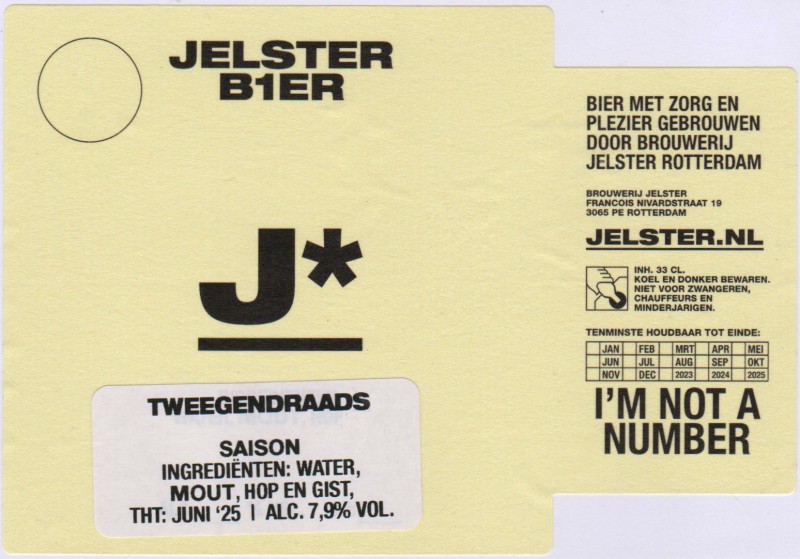 JELSTER
B1ER
J*
TWEEGENDRAADS
SAISON
INGREDIËNTEN: WATER,
MOUT, HOP EN GIST,
THT: JUNI '25 | ALC. 7,9% VOL.
BIER MET ZORG EN
PLEZIER GEBROUWEN
DOOR BROUWERIJ
JELSTER ROTTERDAM
BROUWERIJ JELSTER
FRANCOIS NIVARDSTRAAT 19
3065 PE ROTTERDAM
JELSTER.NL
INH. 33 CL.
KOEL EN DONKER BEWAREN.
NIET VOOR ZWANGEREN,
CHAUFFEURS EN
MINDERJARIGEN.
TENMINSTE HOUDBAAR TOT EINDE:
JAN FEB MRT APR MEI
JUN JUL AUG SEP OKT
NOV DEC 2023 2024 2025
I'M NOT A
NUMBER